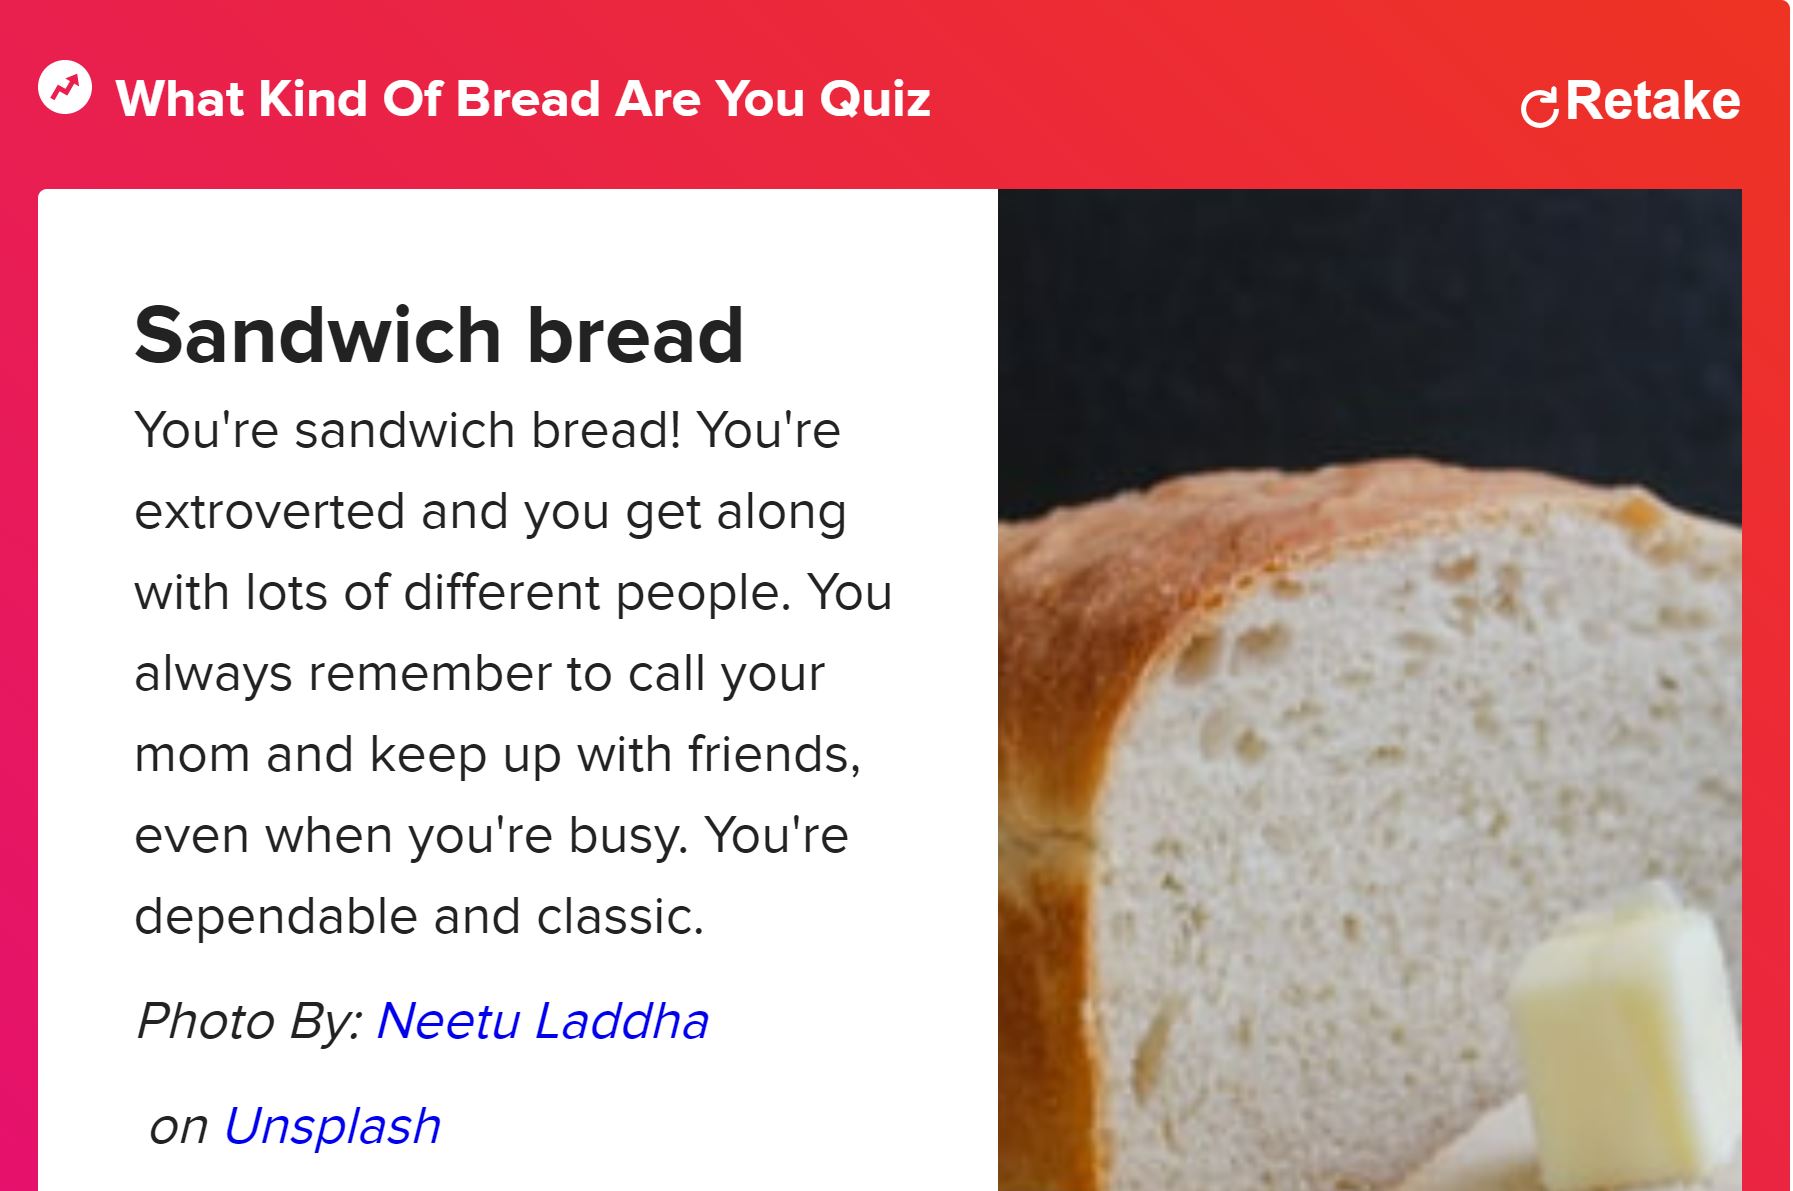 What Kind Of Bread Are You Quiz
Retake
Sandwich bread
You're sandwich bread! You're
extroverted and you get along
with lots of different people. You
always remember to call your
mom and keep up with friends,
even when you're busy. You're
dependable and classic.
Photo By: Neetu Laddha
on Unsplash